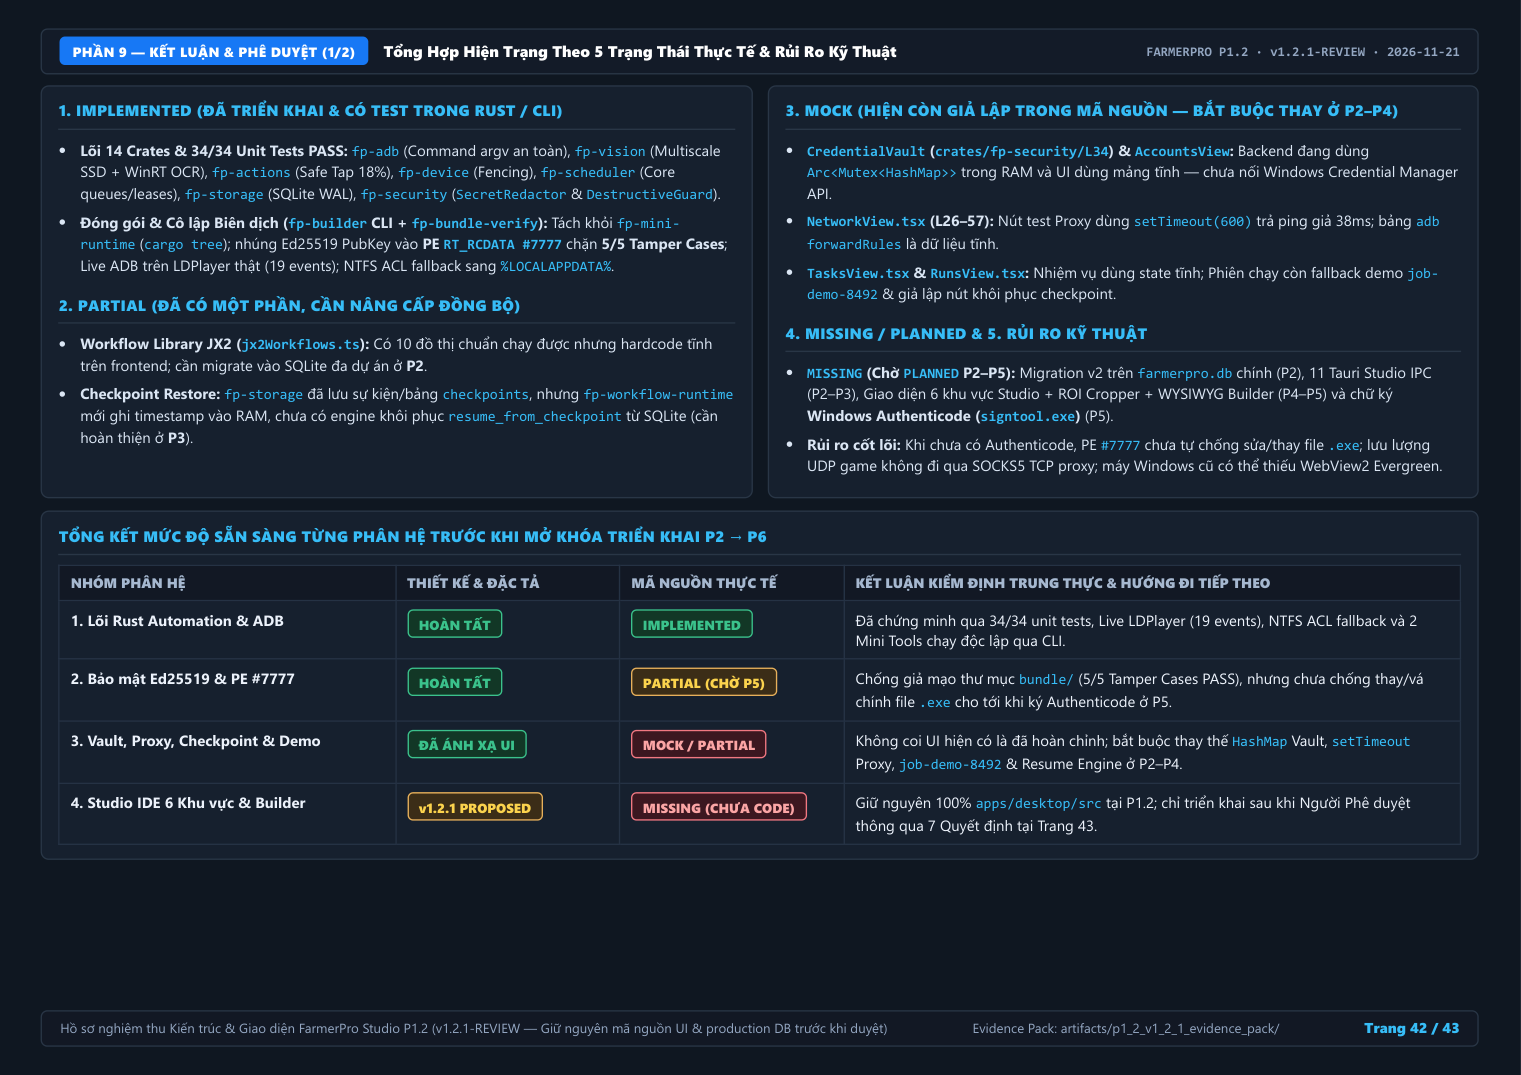 PHẦN 9 — KẾT LUẬN & PHÊ DUYỆT (1/2)
Tổng Hợp Hiện Trạng Theo 5 Trạng Thái Thực Tế & Rủi Ro Kỹ Thuật
FARMERPRO P1.2 · v1.2.1-REVIEW · 2026-11-21
1. IMPLEMENTED (ĐÃ TRIỂN KHAI & CÓ TEST TRONG RUST / CLI)
• Lõi 14 Crates & 34/34 Unit Tests PASS: fp-adb (Command argv an toàn), fp-vision (Multiscale
SSD + WinRT OCR), fp-actions (Safe Tap 18%), fp-device (Fencing), fp-scheduler (Core
queues/leases), fp-storage (SQLite WAL), fp-security (SecretRedactor & DestructiveGuard).
• Đóng gói & Cô lập Biên dịch (fp-builder CLI + fp-bundle-verify): Tách khỏi fp-mini-
runtime (cargo tree); nhúng Ed25519 PubKey vào PE RT_RCDATA #7777 chặn 5/5 Tamper Cases;
Live ADB trên LDPlayer thật (19 events); NTFS ACL fallback sang %LOCALAPPDATA%.
2. PARTIAL (ĐÃ CÓ MỘT PHẦN, CẦN NÂNG CẤP ĐỒNG BỘ)
• Workflow Library JX2 (jx2Workflows.ts): Có 10 đồ thị chuẩn chạy được nhưng hardcode tĩnh
trên frontend; cần migrate vào SQLite đa dự án ở P2.
• Checkpoint Restore: fp-storage đã lưu sự kiện/bảng checkpoints, nhưng fp-workflow-runtime
mới ghi timestamp vào RAM, chưa có engine khôi phục resume_from_checkpoint từ SQLite (cần
hoàn thiện ở P3).
3. MOCK (HIỆN CÒN GIẢ LẬP TRONG MÃ NGUỒN — BẮT BUỘC THAY Ở P2–P4)
• CredentialVault (crates/fp-security/L34) & AccountsView: Backend đang dùng
Arc<Mutex<HashMap>> trong RAM và UI dùng mảng tĩnh — chưa nối Windows Credential Manager
API.
• NetworkView.tsx (L26–57): Nút test Proxy dùng setTimeout(600) trả ping giả 38ms; bảng adb
forwardRules là dữ liệu tĩnh.
• TasksView.tsx & RunsView.tsx: Nhiệm vụ dùng state tĩnh; Phiên chạy còn fallback demo job-
demo-8492 & giả lập nút khôi phục checkpoint.
4. MISSING / PLANNED & 5. RỦI RO KỸ THUẬT
• MISSING (Chờ PLANNED P2–P5): Migration v2 trên farmerpro.db chính (P2), 11 Tauri Studio IPC
(P2–P3), Giao diện 6 khu vực Studio + ROI Cropper + WYSIWYG Builder (P4–P5) và chữ ký
Windows Authenticode (signtool.exe) (P5).
• Rủi ro cốt lõi: Khi chưa có Authenticode, PE #7777 chưa tự chống sửa/thay file .exe; lưu lượng
UDP game không đi qua SOCKS5 TCP proxy; máy Windows cũ có thể thiếu WebView2 Evergreen.
TỔNG KẾT MỨC ĐỘ SẴN SÀNG TỪNG PHÂN HỆ TRƯỚC KHI MỞ KHÓA TRIỂN KHAI P2 → P6
NHÓM PHÂN HỆ
THIẾT KẾ & ĐẶC TẢ
MÃ NGUỒN THỰC TẾ
KẾT LUẬN KIỂM ĐỊNH TRUNG THỰC & HƯỚNG ĐI TIẾP THEO
1. Lõi Rust Automation & ADB
HOÀN TẤT
IMPLEMENTED
Đã chứng minh qua 34/34 unit tests, Live LDPlayer (19 events), NTFS ACL fallback và 2
Mini Tools chạy độc lập qua CLI.
2. Bảo mật Ed25519 & PE #7777
HOÀN TẤT
PARTIAL (CHỜ P5)
Chống giả mạo thư mục bundle/ (5/5 Tamper Cases PASS), nhưng chưa chống thay/vá
chính file .exe cho tới khi ký Authenticode ở P5.
3. Vault, Proxy, Checkpoint & Demo
ĐÃ ÁNH XẠ UI
MOCK / PARTIAL
Không coi UI hiện có là đã hoàn chỉnh; bắt buộc thay thế HashMap Vault, setTimeout
Proxy, job-demo-8492 & Resume Engine ở P2–P4.
4. Studio IDE 6 Khu vực & Builder
v1.2.1 PROPOSED
MISSING (CHƯA CODE)
Giữ nguyên 100% apps/desktop/src tại P1.2; chỉ triển khai sau khi Người Phê duyệt
thông qua 7 Quyết định tại Trang 43.
Hồ sơ nghiệm thu Kiến trúc & Giao diện FarmerPro Studio P1.2 (v1.2.1-REVIEW — Giữ nguyên mã nguồn UI & production DB trước khi duyệt)
Evidence Pack: artifacts/p1_2_v1_2_1_evidence_pack/
Trang 42 / 43